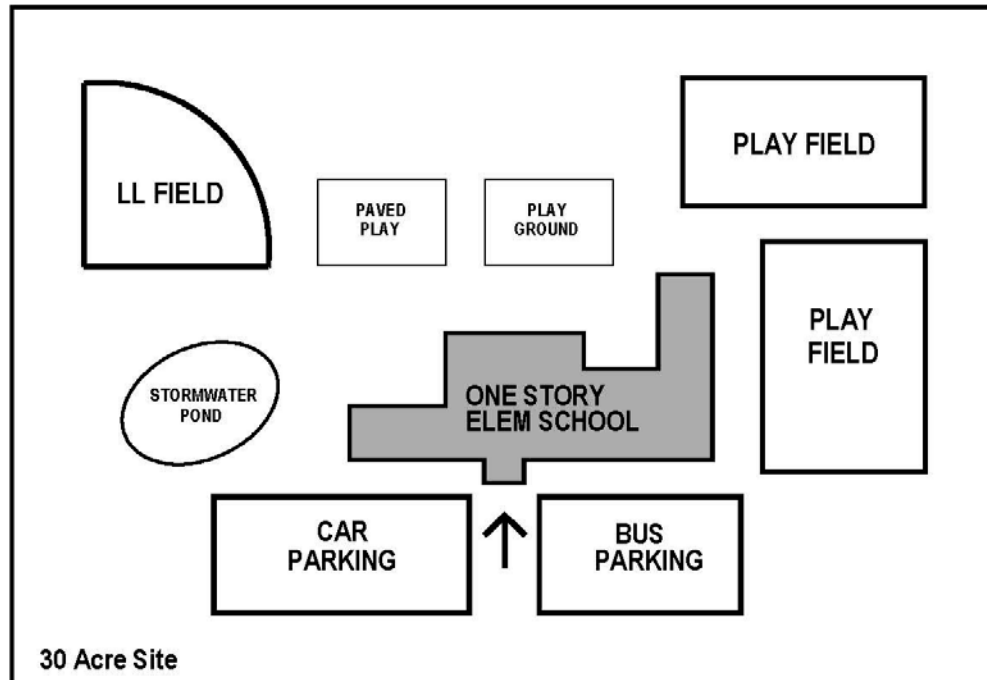 PLAY FIELD
LL FIELD
PAVED
PLAY
PLAY
GROUND
PLAY
FIELD
STORMWATER
POND
ONE STORY
ELEM SCHOOL
CAR
PARKING
BUS
PARKING
30 Acre Site